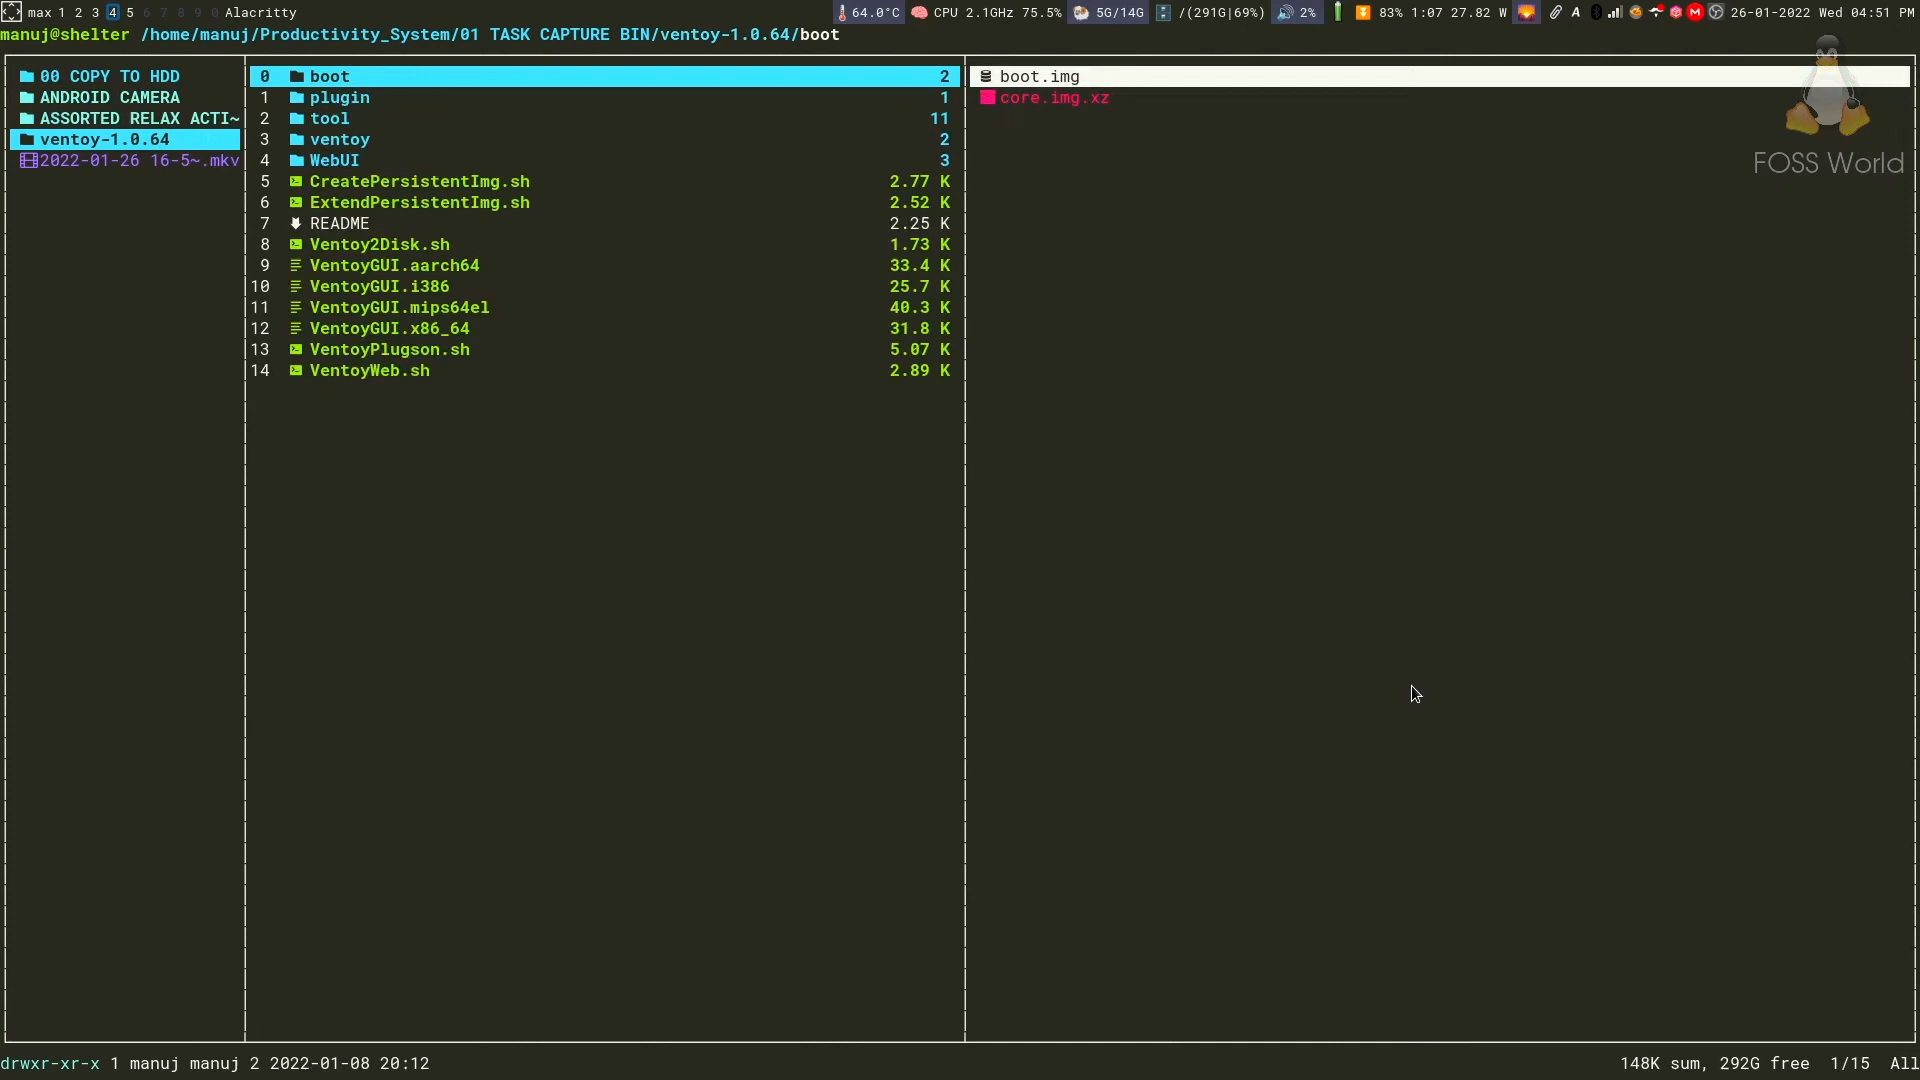 max 1 2 3 4 5 6 7 8 9 0 Alacritty 64.0°C CPU 2.1GHz 75.5% 5G/14G /(291G|69%) 2% 83% 1:07 27.82 W A M 26-01-2022 Wed 04:51 PM
manuj@shelter /home/manuj/Productivity_System/01 TASK CAPTURE BIN/ventoy-1.0.64/boot
00 COPY TO HDD 0 boot 2 boot.img
ANDROID CAMERA 1 plugin 1 core.img.xz
ASSORTED RELAX ACTI~ 2 tool 11
ventoy-1.0.64 3 ventoy 2
2022-01-26 16-5~.mkv 4 WebUI 3 FOSS World
5 CreatePersistentImg.sh 2.77 K
6 ExtendPersistentImg.sh 2.52 K
7 README 2.25 K
8 Ventoy2Disk.sh 1.73 K
9 VentoyGUI.aarch64 33.4 K
10 VentoyGUI.i386 25.7 K
11 VentoyGUI.mips64el 40.3 K
12 VentoyGUI.x86_64 31.8 K
13 VentoyPlugson.sh 5.07 K
14 VentoyWeb.sh 2.89 K
drwxr-xr-x 1 manuj manuj 2 2022-01-08 20:12 148K sum, 292G free 1/15 All